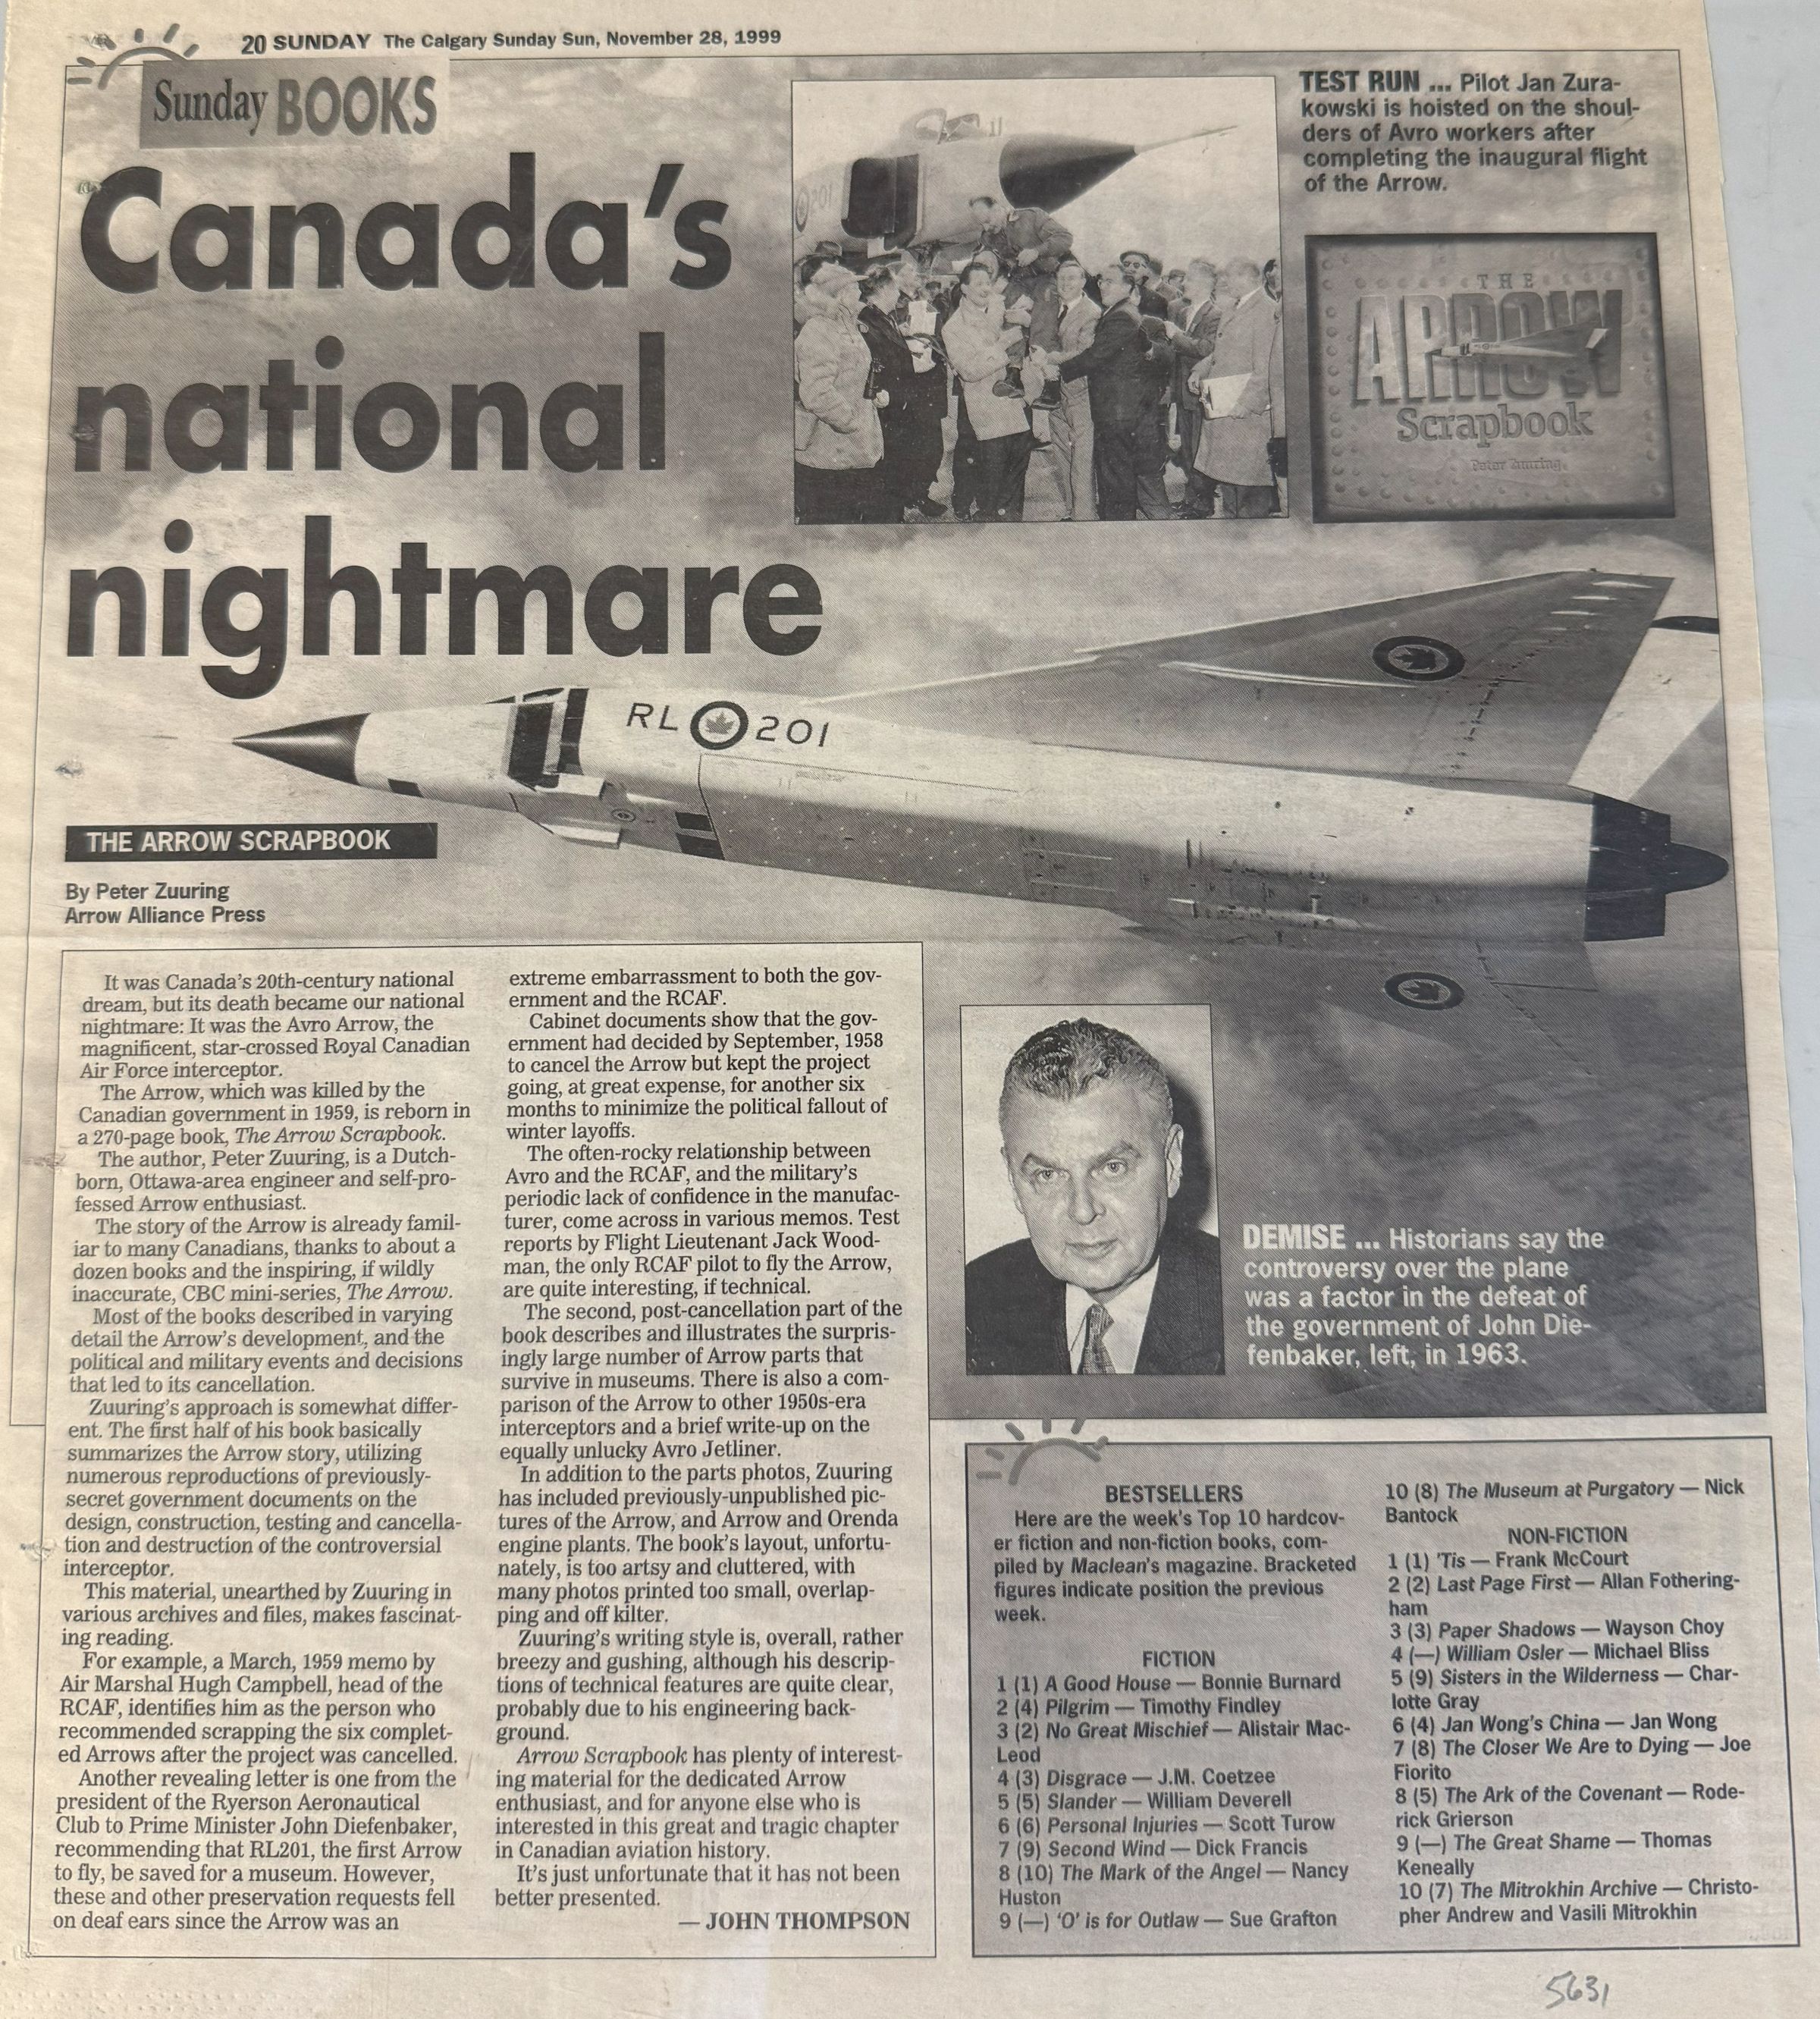 20 SUNDAY The Calgary Sunday Sun, November 28, 1999
Sunday BOOKS
Canada's
national
nightmare
TEST RUN ... Pilot Jan Zura-
kowski is hoisted on the shoul-
ders of Avro workers after
completing the inaugural flight
of the Arrow.
201
THE
ARROW
Scrapbook
Peter Zuuring
RL 201
THE ARROW SCRAPBOOK
By Peter Zuuring
Arrow Alliance Press
It was Canada's 20th-century national
dream, but its death became our national
nightmare: It was the Avro Arrow, the
magnificent, star-crossed Royal Canadian
Air Force interceptor.
The Arrow, which was killed by the
Canadian government in 1959, is reborn in
a 270-page book, The Arrow Scrapbook.
The author, Peter Zuuring, is a Dutch-
born, Ottawa-area engineer and self-pro-
fessed Arrow enthusiast.
The story of the Arrow is already famil-
iar to many Canadians, thanks to about a
dozen books and the inspiring, if wildly
inaccurate, CBC mini-series, The Arrow.
Most of the books described in varying
detail the Arrow's development, and the
political and military events and decisions
that led to its cancellation.
Zuuring's approach is somewhat differ-
ent. The first half of his book basically
summarizes the Arrow story, utilizing
numerous reproductions of previously-
secret government documents on the
design, construction, testing and cancella-
tion and destruction of the controversial
interceptor.
This material, unearthed by Zuuring in
various archives and files, makes fascinat-
ing reading.
For example, a March, 1959 memo by
Air Marshal Hugh Campbell, head of the
RCAF, identifies him as the person who
recommended scrapping the six complet-
ed Arrows after the project was cancelled.
Another revealing letter is one from the
president of the Ryerson Aeronautical
Club to Prime Minister John Diefenbaker,
recommending that RL201, the first Arrow
to fly, be saved for a museum. However,
these and other preservation requests fell
on deaf ears since the Arrow was an
extreme embarrassment to both the gov-
ernment and the RCAF.
Cabinet documents show that the gov-
ernment had decided by September, 1958
to cancel the Arrow but kept the project
going, at great expense, for another six
months to minimize the political fallout of
winter layoffs.
The often-rocky relationship between
Avro and the RCAF, and the military's
periodic lack of confidence in the manufac-
turer, come across in various memos. Test
reports by Flight Lieutenant Jack Wood-
man, the only RCAF pilot to fly the Arrow,
are quite interesting, if technical.
The second, post-cancellation part of the
book describes and illustrates the surpris-
ingly large number of Arrow parts that
survive in museums. There is also a com-
parison of the Arrow to other 1950s-era
interceptors and a brief write-up on the
equally unlucky Avro Jetliner.
In addition to the parts photos, Zuuring
has included previously-unpublished pic-
tures of the Arrow, and Arrow and Orenda
engine plants. The book's layout, unfortu-
nately, is too artsy and cluttered, with
many photos printed too small, overlap-
ping and off kilter.
Zuuring's writing style is, overall, rather
breezy and gushing, although his descrip-
tions of technical features are quite clear,
probably due to his engineering back-
ground.
Arrow Scrapbook has plenty of interest-
ing material for the dedicated Arrow
enthusiast, and for anyone else who is
interested in this great and tragic chapter
in Canadian aviation history.
It's just unfortunate that it has not been
better presented.
— JOHN THOMPSON
DEMISE ... Historians say the
controversy over the plane
was a factor in the defeat of
the government of John Die-
fenbaker, left, in 1963.
BESTSELLERS
Here are the week's Top 10 hardcov-
er fiction and non-fiction books, com-
piled by Maclean's magazine. Bracketed
figures indicate position the previous
week.
FICTION
1 (1) A Good House — Bonnie Burnard
2 (4) Pilgrim — Timothy Findley
3 (2) No Great Mischief — Alistair Mac-
Leod
4 (3) Disgrace — J.M. Coetzee
5 (5) Slander — William Deverell
6 (6) Personal Injuries — Scott Turow
7 (9) Second Wind — Dick Francis
8 (10) The Mark of the Angel — Nancy
Huston
9 (—) 'O' is for Outlaw — Sue Grafton
10 (8) The Museum at Purgatory — Nick
Bantock
NON-FICTION
1 (1) 'Tis — Frank McCourt
2 (2) Last Page First — Allan Fothering-
ham
3 (3) Paper Shadows — Wayson Choy
4 (—) William Osler — Michael Bliss
5 (9) Sisters in the Wilderness — Char-
lotte Gray
6 (4) Jan Wong's China — Jan Wong
7 (8) The Closer We Are to Dying — Joe
Fiorito
8 (5) The Ark of the Covenant — Rode-
rick Grierson
9 (—) The Great Shame — Thomas
Keneally
10 (7) The Mitrokhin Archive — Christo-
pher Andrew and Vasili Mitrokhin
5631